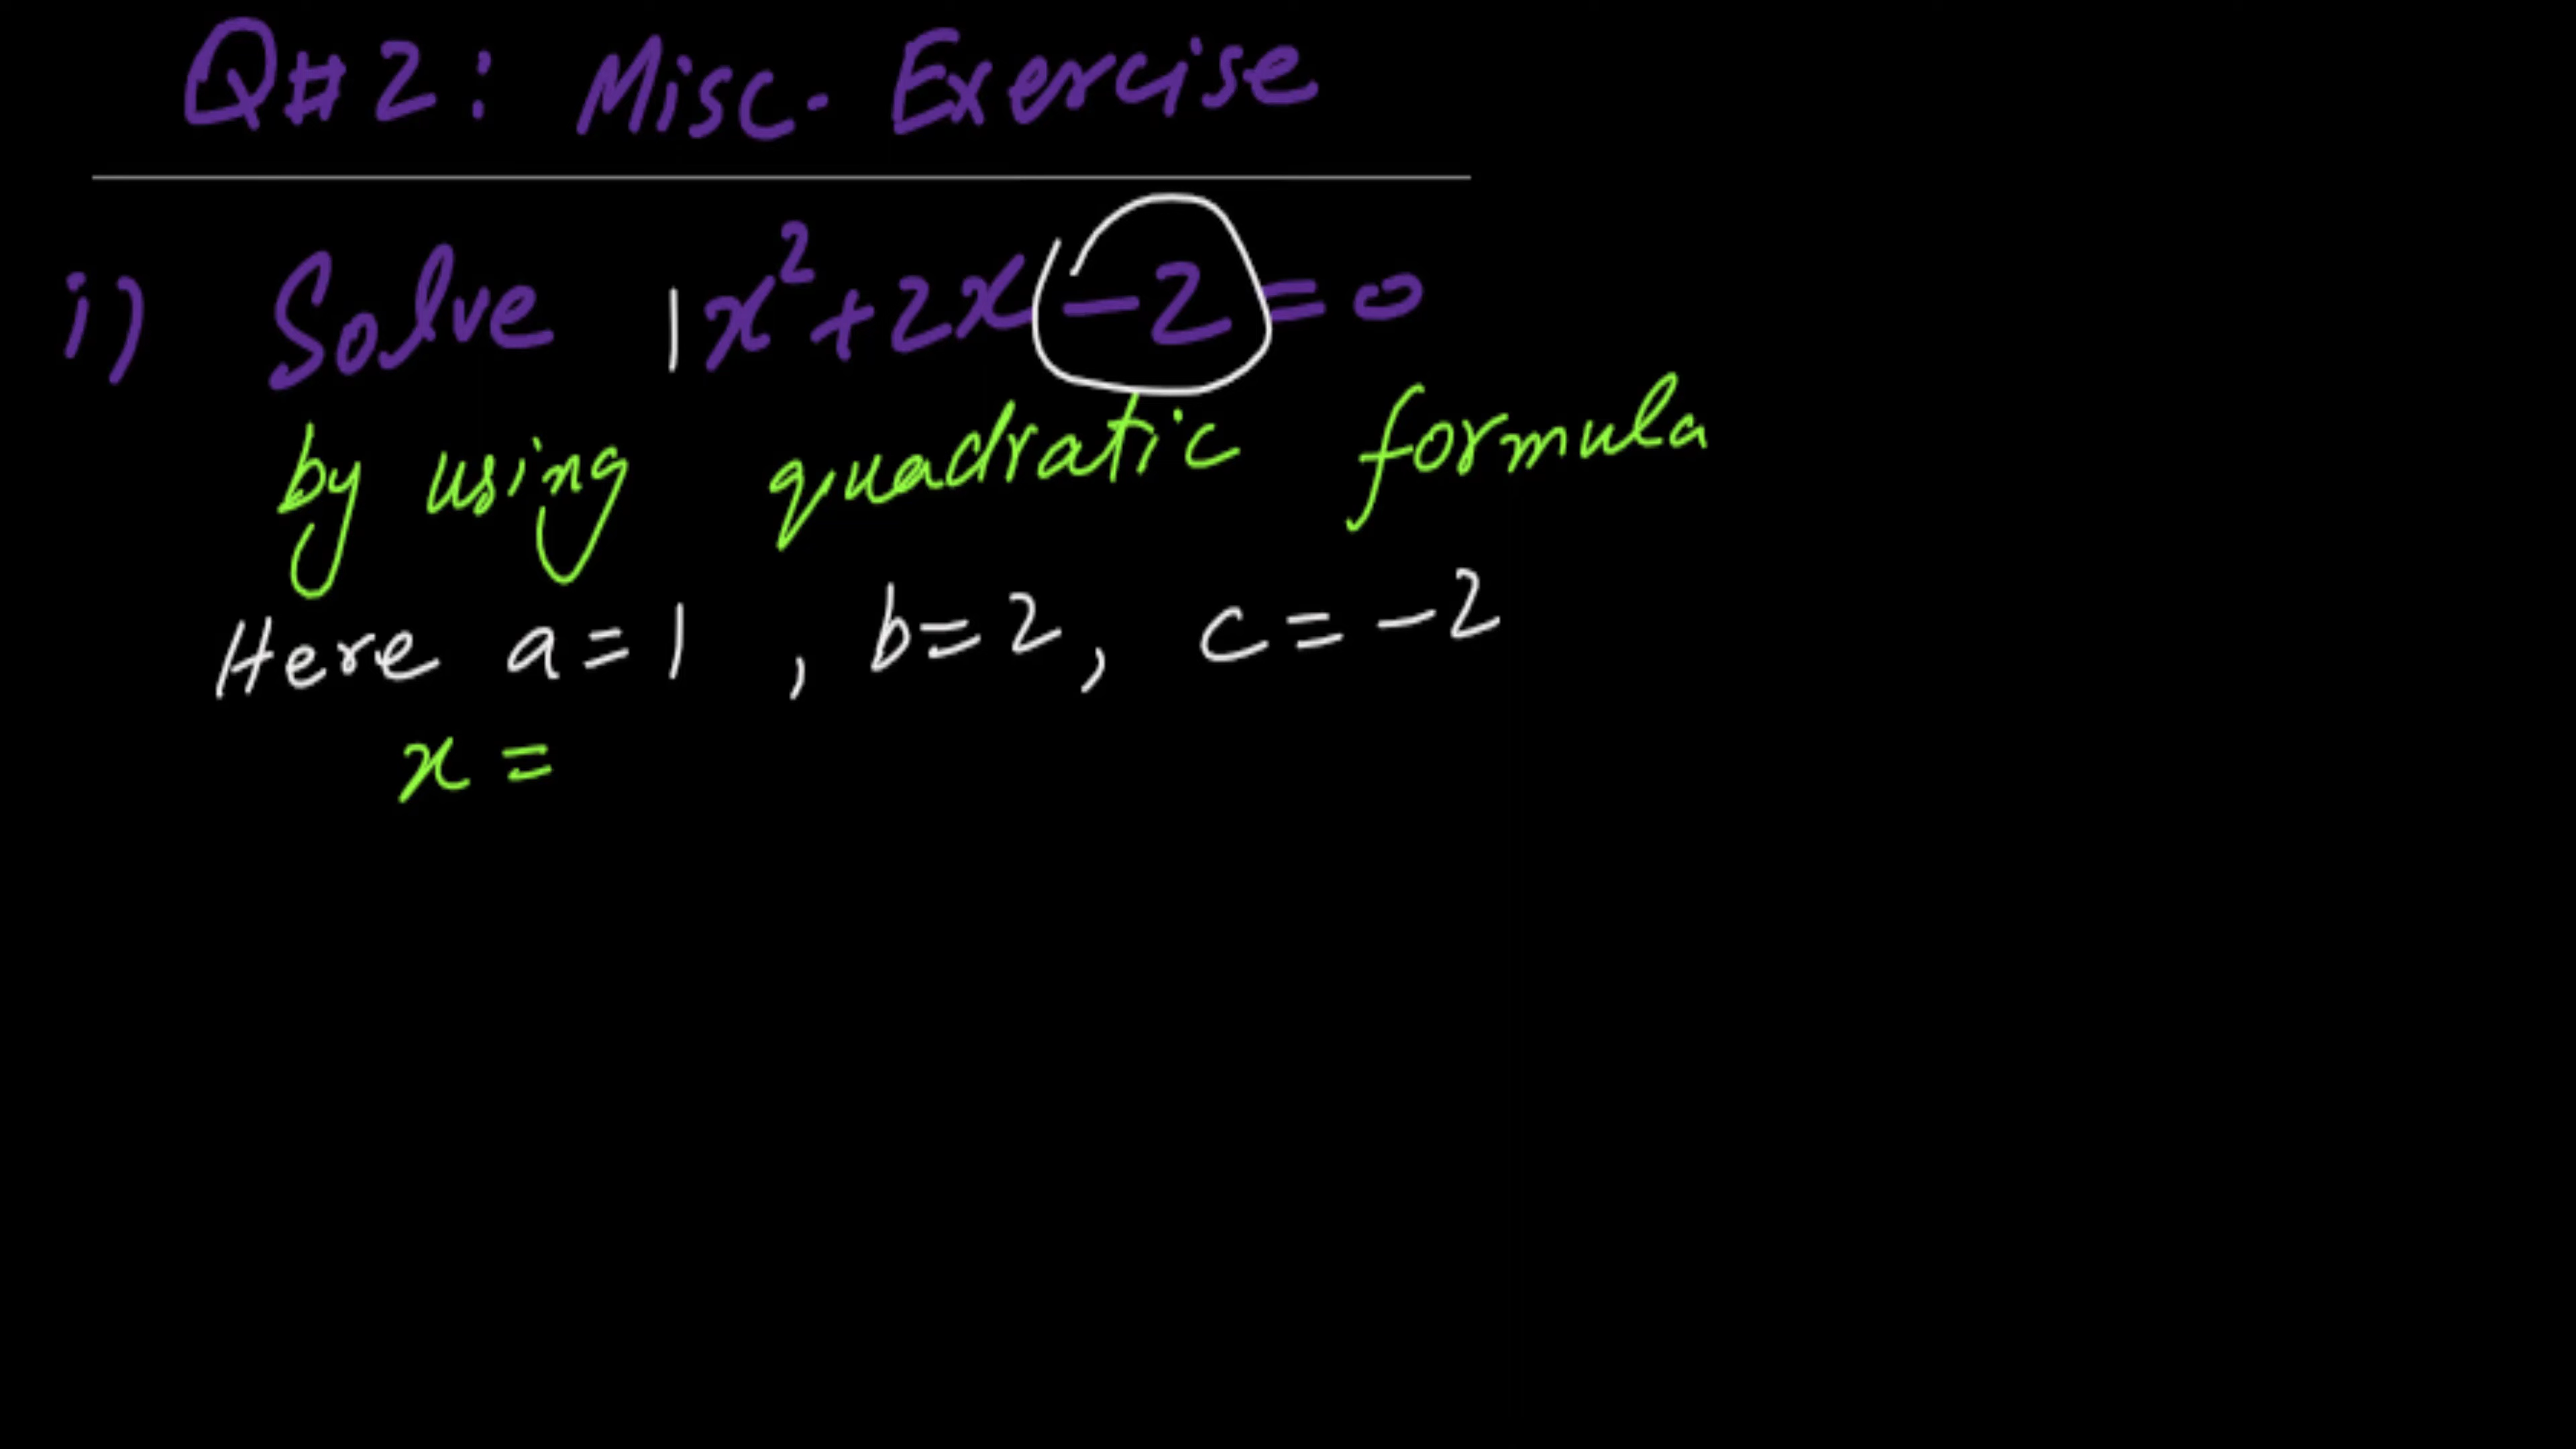 Q#2: Misc. Exercise
i) Solve 1x²+2x-2=0
by using quadratic formula
Here a=1, b=2, c=-2
x=